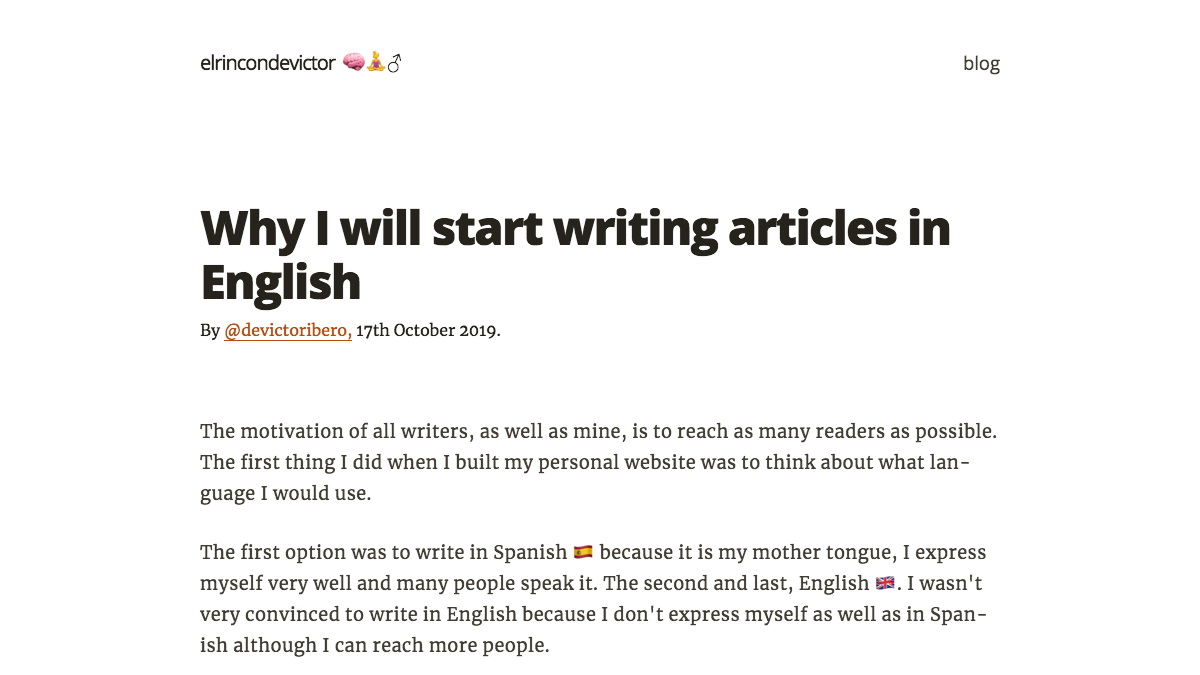 elrincondevictor 🧠🧘♂
blog
Why I will start writing articles in
English
By @devictoribero, 17th October 2019.
The motivation of all writers, as well as mine, is to reach as many readers as possible.
The first thing I did when I built my personal website was to think about what lan-
guage I would use.
The first option was to write in Spanish 🇪🇸 because it is my mother tongue, I express
myself very well and many people speak it. The second and last, English 🇬🇧. I wasn't
very convinced to write in English because I don't express myself as well as in Span-
ish although I can reach more people.